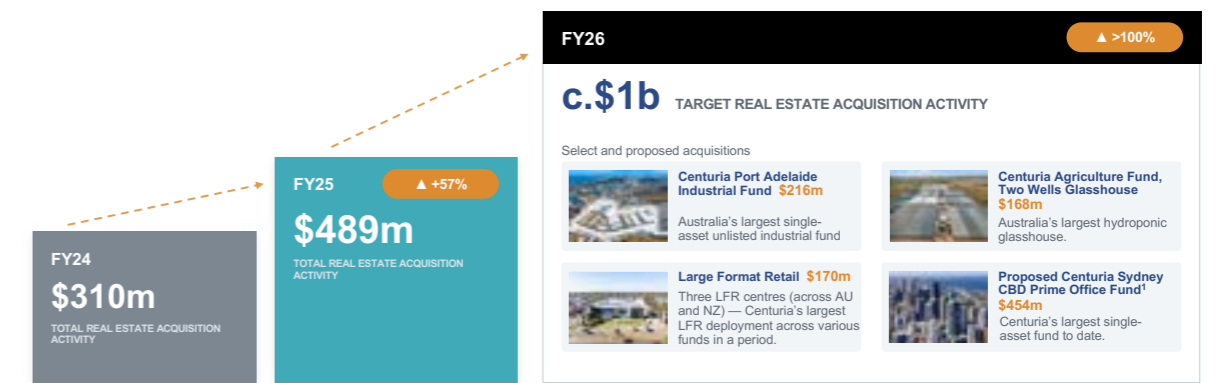 FY24
$310m
TOTAL REAL ESTATE ACQUISITION
ACTIVITY
FY25
▲ +57%
$489m
TOTAL REAL ESTATE ACQUISITION
ACTIVITY
FY26
▲ >100%
c.$1b TARGET REAL ESTATE ACQUISITION ACTIVITY
Select and proposed acquisitions
Centuria Port Adelaide
Industrial Fund $216m
Australia's largest single-
asset unlisted industrial fund
Centuria Agriculture Fund,
Two Wells Glasshouse
$168m
Australia's largest hydroponic
glasshouse.
Large Format Retail $170m
Three LFR centres (across AU
and NZ) — Centuria's largest
LFR deployment across various
funds in a period.
Proposed Centuria Sydney
CBD Prime Office Fund¹
$454m
Centuria's largest single-
asset fund to date.